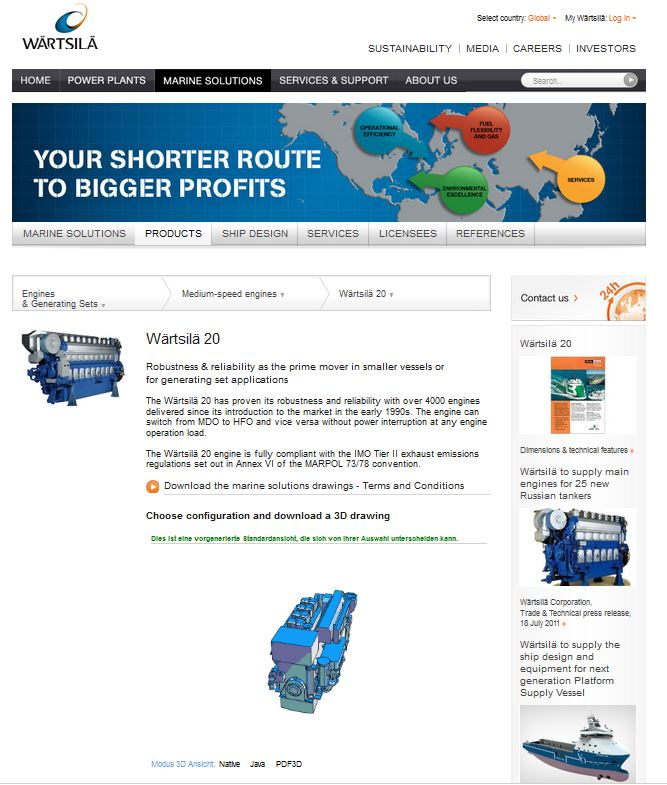 Select country: Global My Wärtsilä: Log in
WÄRTSILÄ
SUSTAINABILITY | MEDIA | CAREERS | INVESTORS
HOME POWER PLANTS MARINE SOLUTIONS SERVICES & SUPPORT ABOUT US Search...
YOUR SHORTER ROUTE
TO BIGGER PROFITS
OPERATIONAL
EFFICIENCY
FUEL
FLEXIBILITY
AND GAS
ENVIRONMENTAL
EXCELLENCE
SERVICES
MARINE SOLUTIONS PRODUCTS SHIP DESIGN SERVICES LICENSEES REFERENCES
Engines
& Generating Sets
Medium-speed engines
Wärtsilä 20
Contact us
24h
Wärtsilä 20
Robustness & reliability as the prime mover in smaller vessels or
for generating set applications
The Wärtsilä 20 has proven its robustness and reliability with over 4000 engines
delivered since its introduction to the market in the early 1990s. The engine can
switch from MDO to HFO and vice versa without power interruption at any engine
operation load.
The Wärtsilä 20 engine is fully compliant with the IMO Tier II exhaust emissions
regulations set out in Annex VI of the MARPOL 73/78 convention.
Download the marine solutions drawings - Terms and Conditions
Choose configuration and download a 3D drawing
Dies ist eine vorgenerierte Standardansicht, die sich von Ihrer Auswahl unterscheiden kann.
Modus 3D Ansicht: Native Java PDF3D
Wärtsilä 20
Dimensions & technical features »
Wärtsilä to supply main
engines for 25 new
Russian tankers
Wärtsilä Corporation,
Trade & Technical press release,
18 July 2011 »
Wärtsilä to supply the
ship design and
equipment for next
generation Platform
Supply Vessel